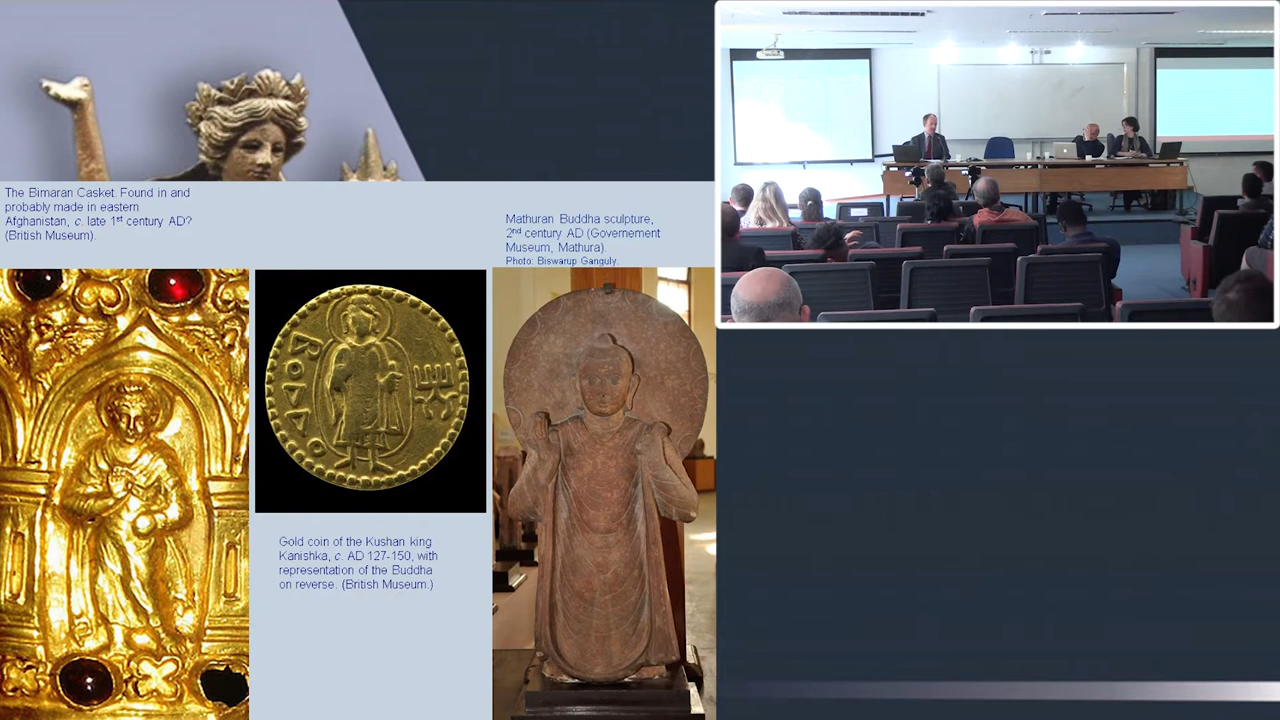 The Bimaran Casket. Found in and
probably made in eastern
Afghanistan, c. late 1st century AD?
(British Museum).
Mathuran Buddha sculpture,
2nd century AD (Governement
Museum, Mathura).
Photo: Biswarup Ganguly.
ΒΟΔΔΟ
Gold coin of the Kushan king
Kanishka, c. AD 127-150, with
representation of the Buddha
on reverse. (British Museum.)